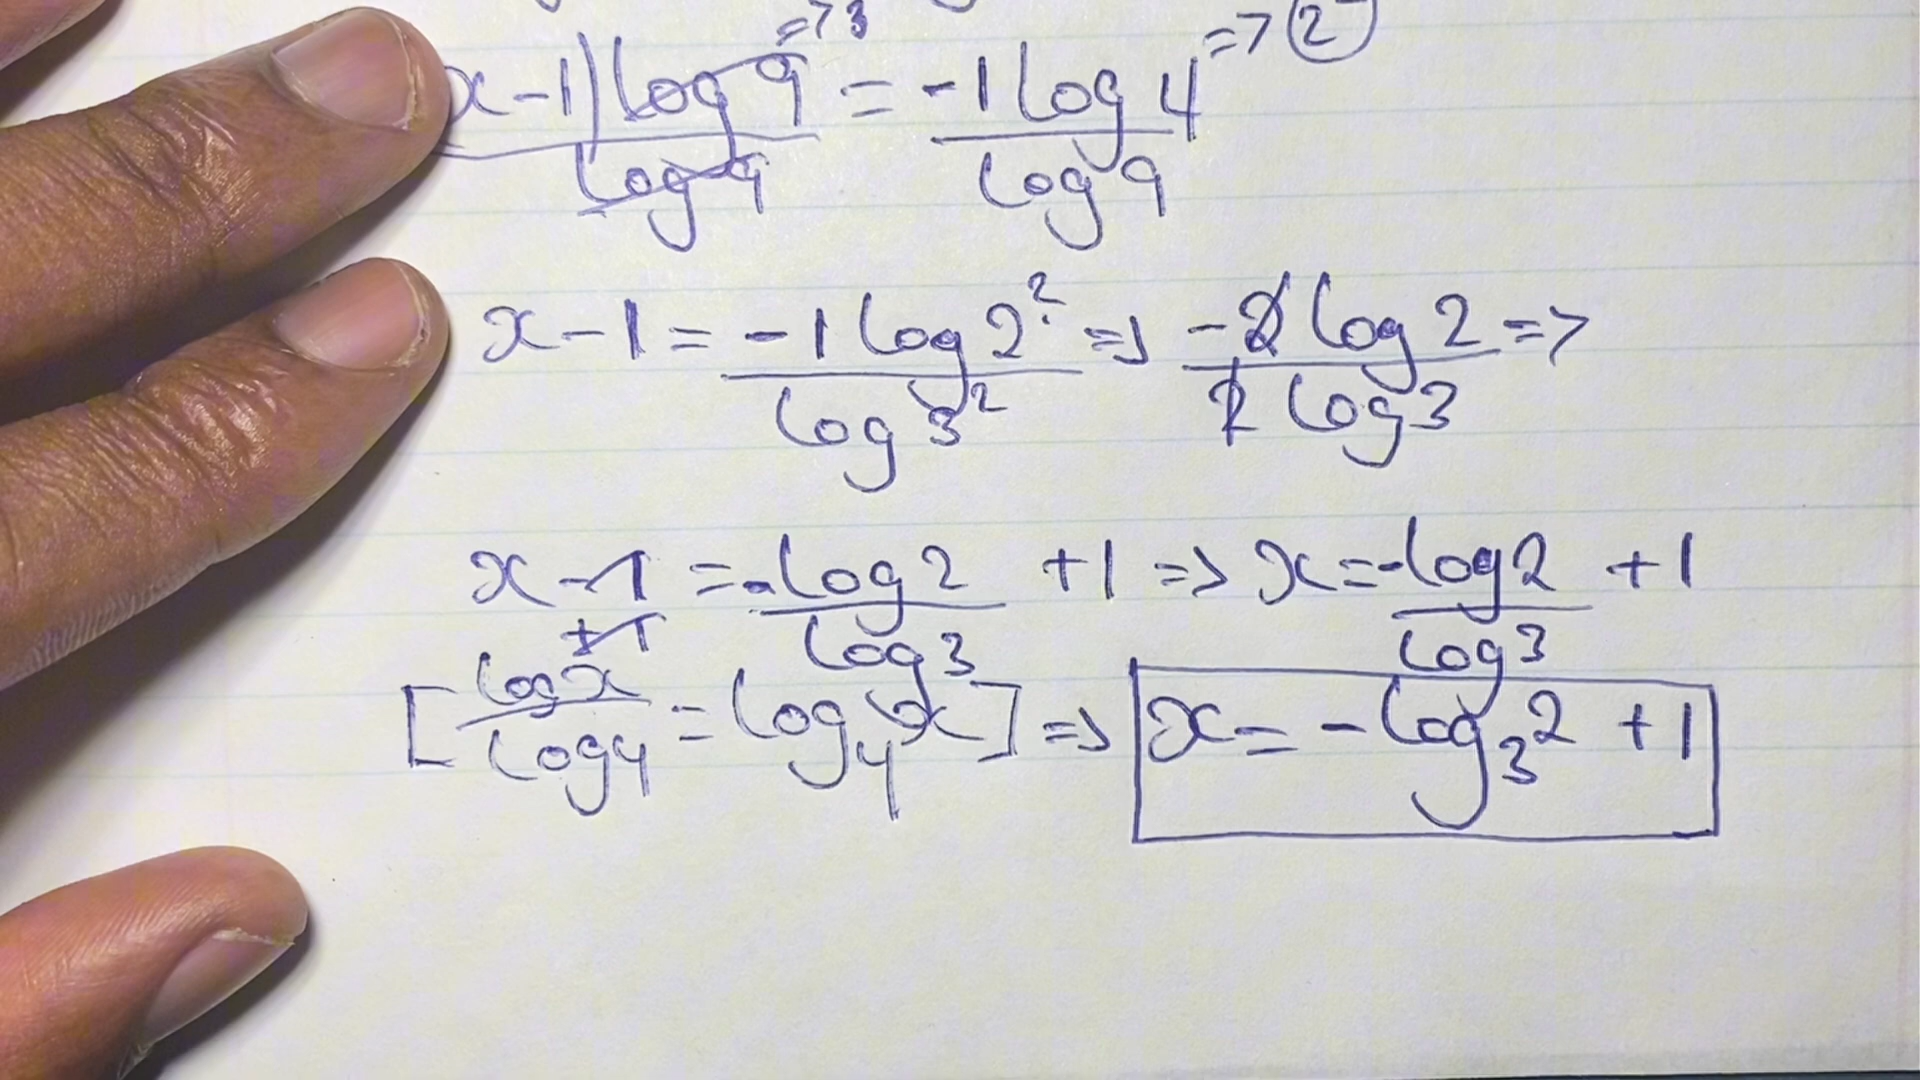 =>3 =>2
x-1) log 9 / log 9 = -1 log 4 / log 9
x-1 = -1 log 2² / log 3² => -2 log 2 / 2 log 3 =>
x-1 +1 = -log 2 / log 3 +1 => x = -log 2 / log 3 +1
[log x / log 4 = log₄ x] => x = -log₃ 2 +1